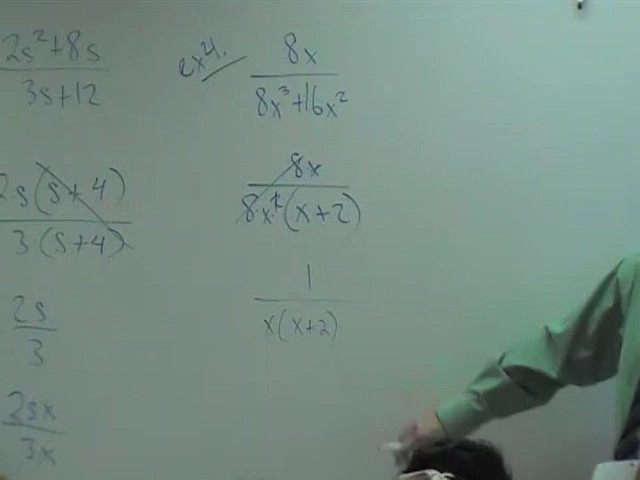 2s²+8s
3s+12
2s(s+4)
3(s+4)
2s
3
2sx
3x
ex4.
8x
8x³+16x²
8x
8x²(x+2)
1
x(x+2)